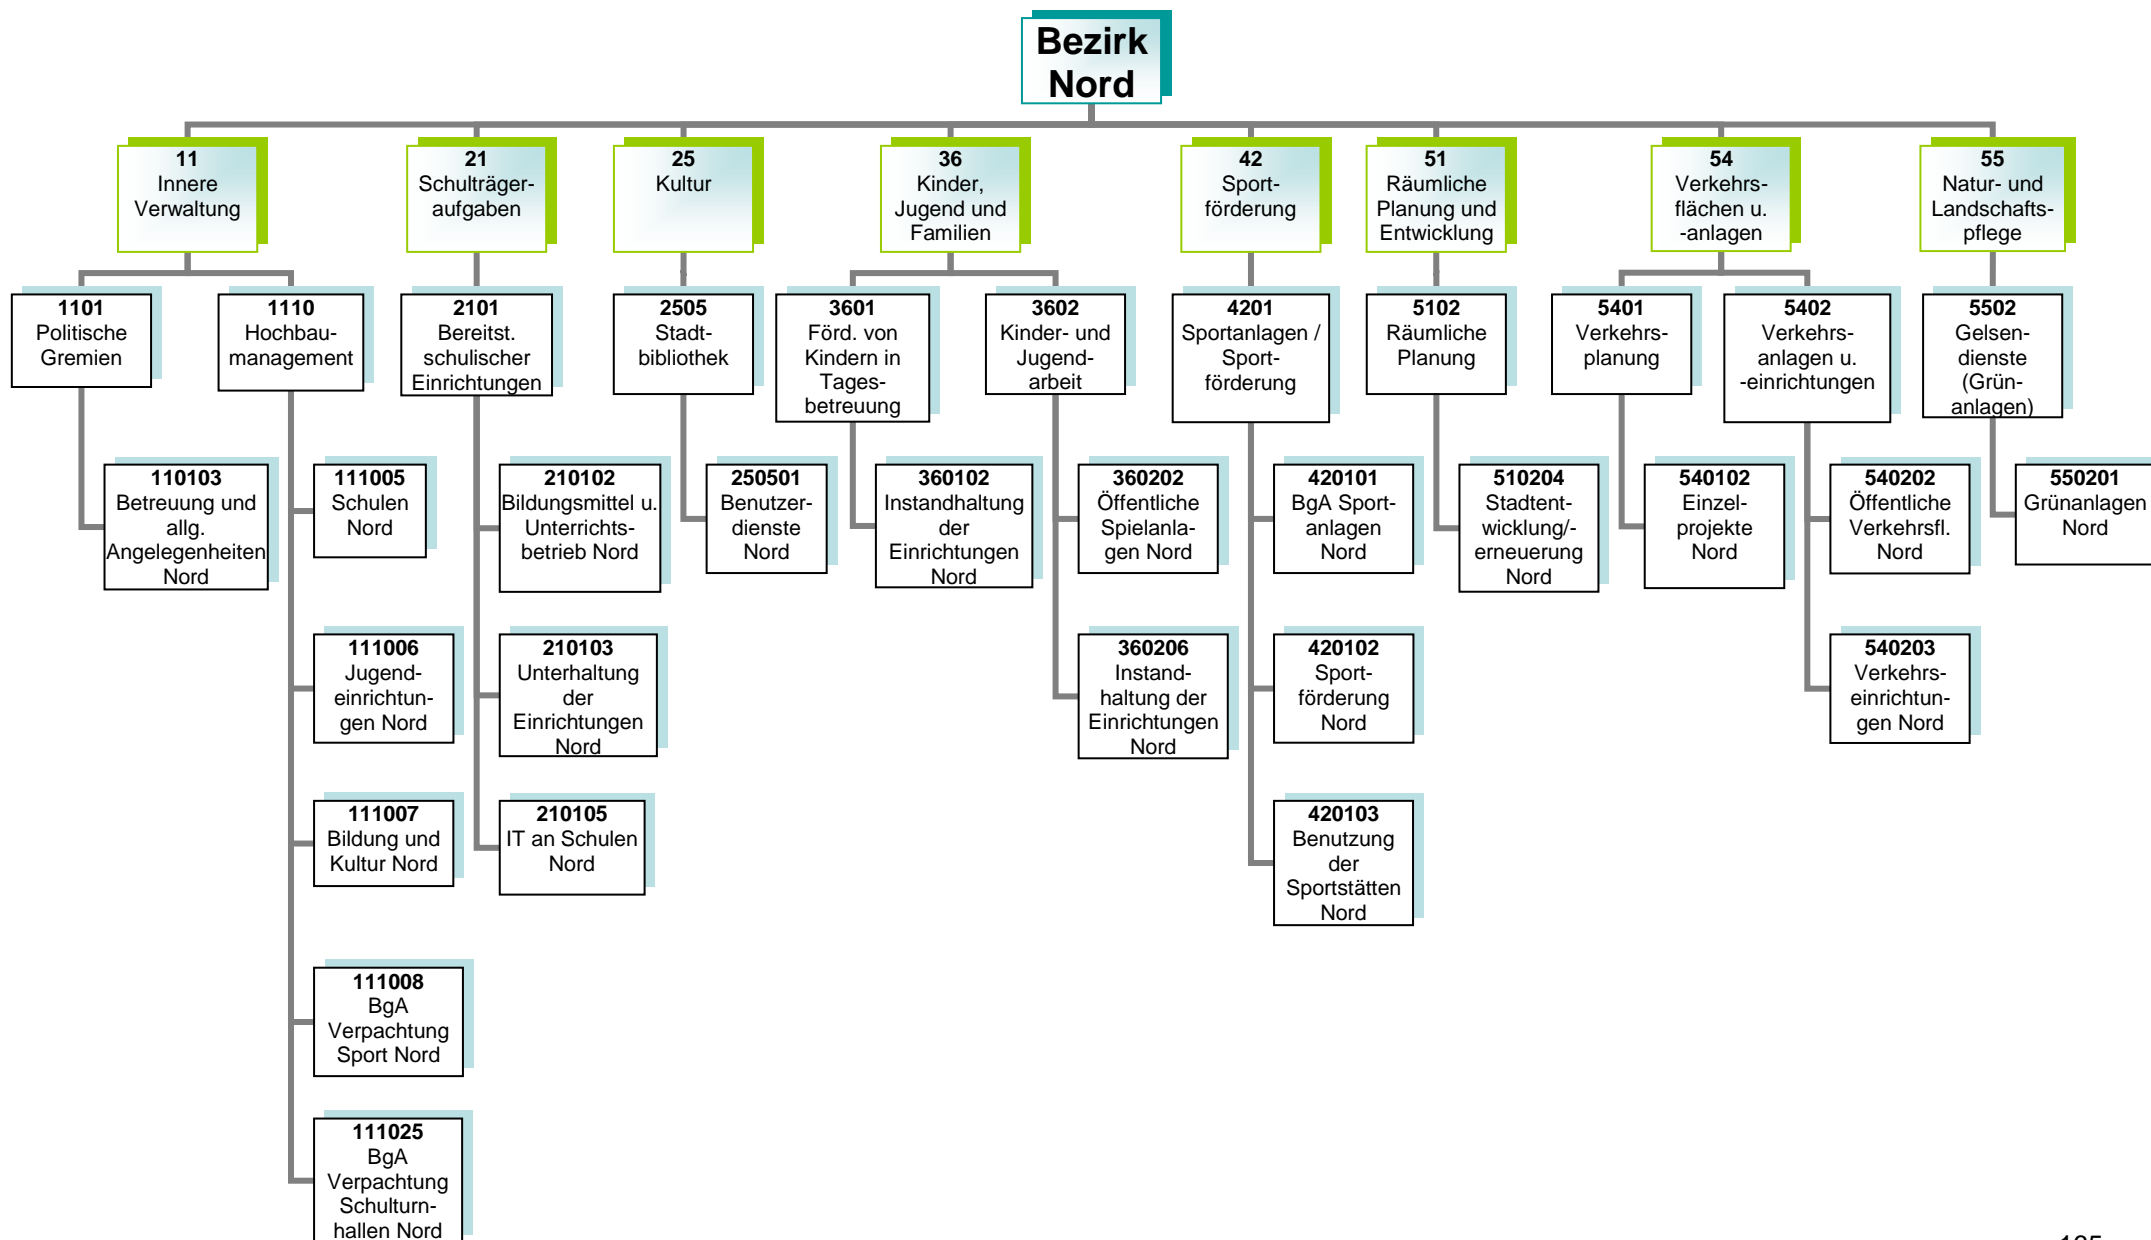 Bezirk
Nord
11
Innere
Verwaltung
21
Schulträger-
aufgaben
25
Kultur
36
Kinder,
Jugend und
Familien
42
Sport-
förderung
51
Räumliche
Planung und
Entwicklung
54
Verkehrs-
flächen u.
-anlagen
55
Natur- und
Landschafts-
pflege
1101
Politische
Gremien
1110
Hochbau-
management
2101
Bereitst.
schulischer
Einrichtungen
2505
Stadt-
bibliothek
3601
Förd. von
Kindern in
Tages-
betreuung
3602
Kinder- und
Jugend-
arbeit
4201
Sportanlagen /
Sport-
förderung
5102
Räumliche
Planung
5401
Verkehrs-
planung
5402
Verkehrs-
anlagen u.
-einrichtungen
5502
Gelsen-
dienste
(Grün-
anlagen)
110103
Betreuung und
allg.
Angelegenheiten
Nord
111005
Schulen
Nord
210102
Bildungsmittel u.
Unterrichts-
betrieb Nord
250501
Benutzer-
dienste
Nord
360102
Instandhaltung
der
Einrichtungen
Nord
360202
Öffentliche
Spielanla-
gen Nord
420101
BgA Sport-
anlagen
Nord
510204
Stadtent-
wicklung/-
erneuerung
Nord
540102
Einzel-
projekte
Nord
540202
Öffentliche
Verkehrsfl.
Nord
550201
Grünanlagen
Nord
111006
Jugend-
einrichtun-
gen Nord
210103
Unterhaltung
der
Einrichtungen
Nord
360206
Instand-
haltung der
Einrichtungen
Nord
420102
Sport-
förderung
Nord
540203
Verkehrs-
einrichtun-
gen Nord
111007
Bildung und
Kultur Nord
210105
IT an Schulen
Nord
420103
Benutzung
der
Sportstätten
Nord
111008
BgA
Verpachtung
Sport Nord
111025
BgA
Verpachtung
Schulturn-
hallen Nord